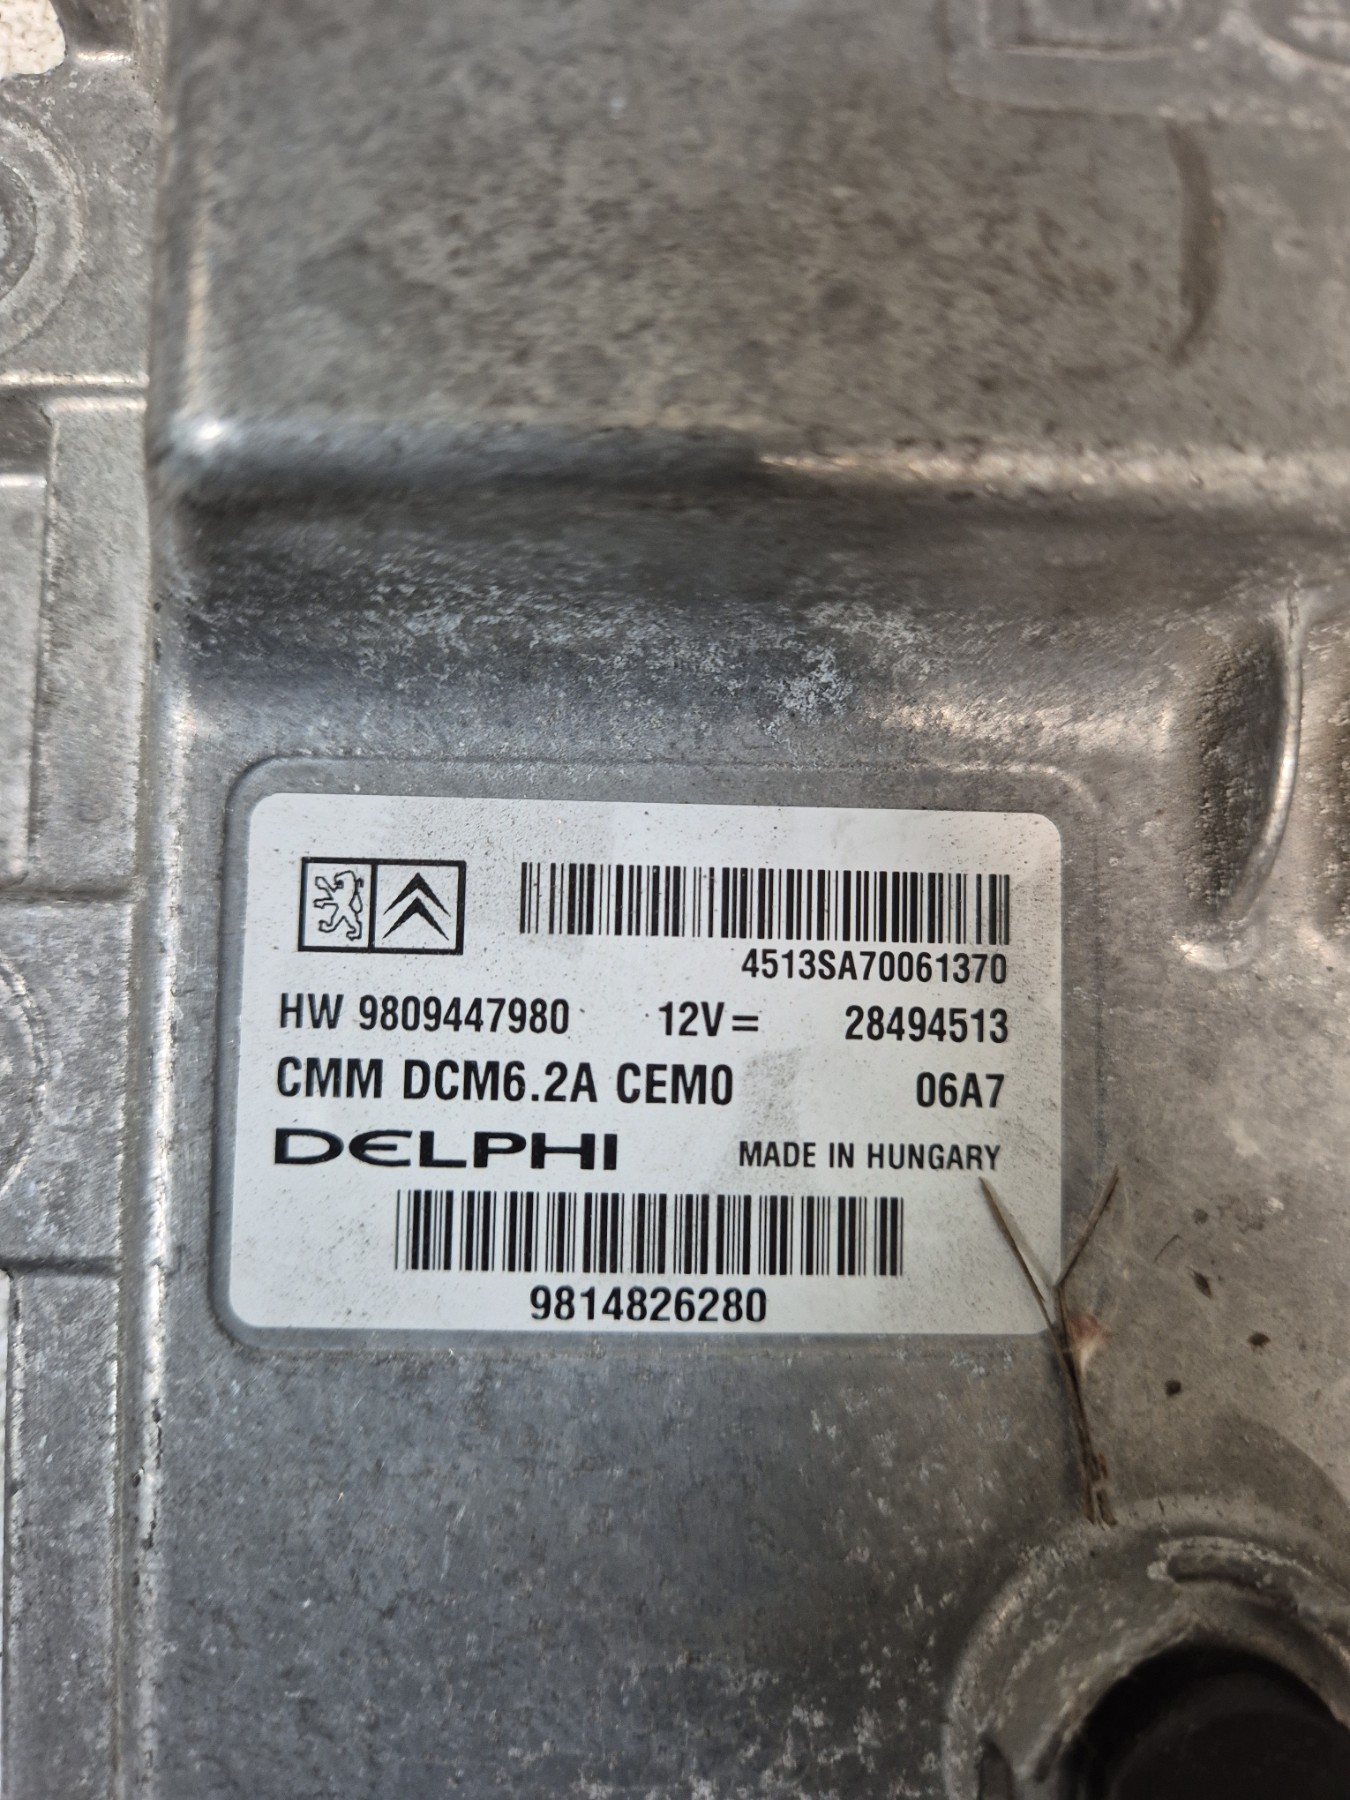 4513SA70061370
HW 9809447980 12V= 28494513
CMM DCM6.2A CEM0 06A7
DELPHI MADE IN HUNGARY
9814826280